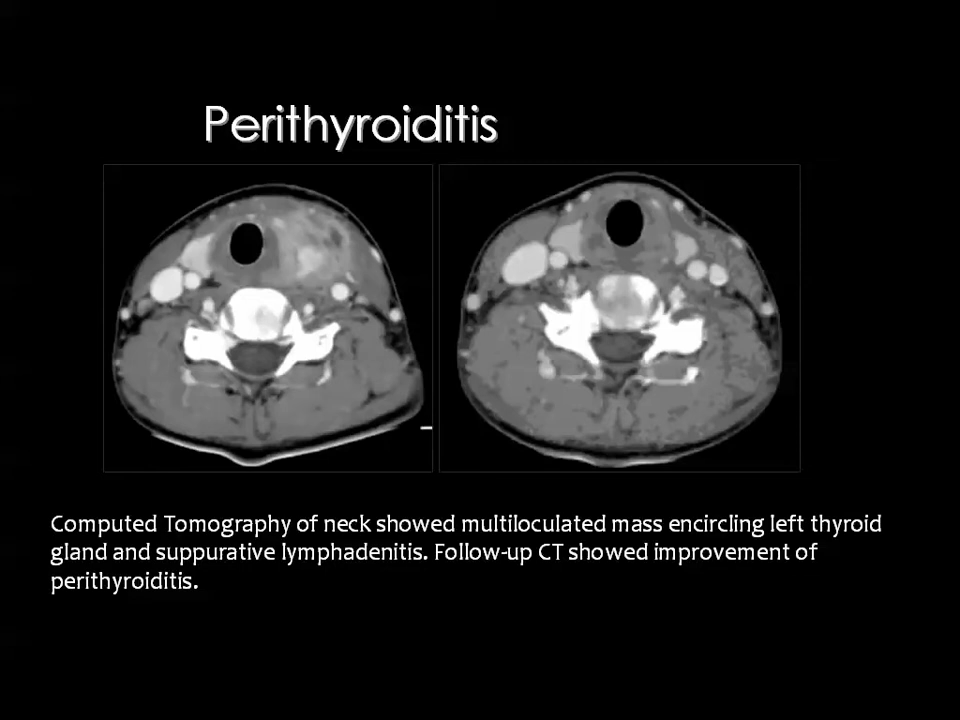 Perithyroiditis
Computed Tomography of neck showed multiloculated mass encircling left thyroid
gland and suppurative lymphadenitis. Follow-up CT showed improvement of
perithyroiditis.